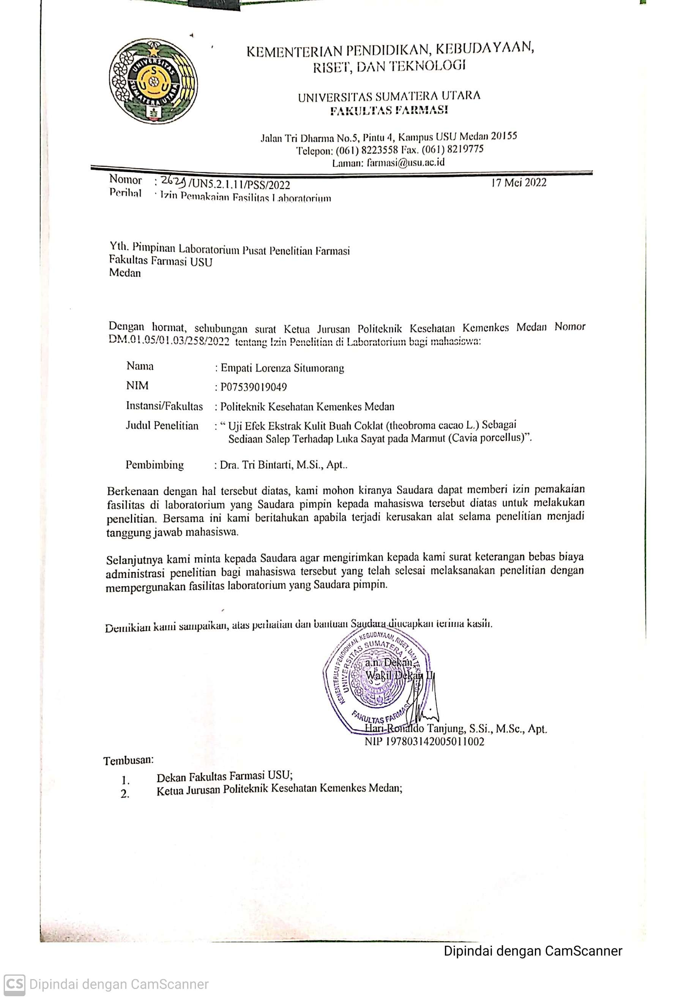 KEMENTERIAN PENDIDIKAN, KEBUDAYAAN,
RISET, DAN TEKNOLOGI
UNIVERSITAS SUMATERA UTARA
FAKULTAS FARMASI
Jalan Tri Dharma No.5, Pintu 4, Kampus USU Medan 20155
Telepon: (061) 8223558 Fax. (061) 8219775
Laman: farmasi@usu.ac.id
UNIVERSITAS
SUMATERA UTARA
U S U
Nomor : /UN5.2.1.11/PSS/2022 17 Mei 2022
Perihal : Izin Pemakaian Fasilitas Laboratorium
Yth. Pimpinan Laboratorium Pusat Penelitian Farmasi
Fakultas Farmasi USU
Medan
Dengan hormat, sehubungan surat Ketua Jurusan Politeknik Kesehatan Kemenkes Medan Nomor
DM.01.05/01.03/258/2022 tentang Izin Penelitian di Laboratorium bagi mahasiswa:
Nama : Empati Lorenza Situmorang
NIM : P07539019049
Instansi/Fakultas : Politeknik Kesehatan Kemenkes Medan
Judul Penelitian : “ Uji Efek Ekstrak Kulit Buah Coklat (theobroma cacao L.) Sebagai
Sediaan Salep Terhadap Luka Sayat pada Marmut (Cavia porcellus)”.
Pembimbing : Dra. Tri Bintarti, M.Si., Apt..
Berkenaan dengan hal tersebut diatas, kami mohon kiranya Saudara dapat memberi izin pemakaian
fasilitas di laboratorium yang Saudara pimpin kepada mahasiswa tersebut diatas untuk melakukan
penelitian. Bersama ini kami beritahukan apabila terjadi kerusakan alat selama penelitian menjadi
tanggung jawab mahasiswa.
Selanjutnya kami minta kepada Saudara agar mengirimkan kepada kami surat keterangan bebas biaya
administrasi penelitian bagi mahasiswa tersebut yang telah selesai melaksanakan penelitian dengan
mempergunakan fasilitas laboratorium yang Saudara pimpin.
Demikian kami sampaikan, atas perhatian dan bantuan Saudara diucapkan terima kasih.
KEMENTERIAN PENDIDIKAN, KEBUDAYAAN, RISET, DAN TEKNOLOGI
UNIVERSITAS SUMATERA UTARA
FAKULTAS FARMASI
a.n. Dekan,
Wakil Dekan II
Hari Ronaldo Tanjung, S.Si., M.Sc., Apt.
NIP 197803142005011002
Tembusan:
1. Dekan Fakultas Farmasi USU;
2. Ketua Jurusan Politeknik Kesehatan Kemenkes Medan;
Dipindai dengan CamScanner
CS Dipindai dengan CamScanner